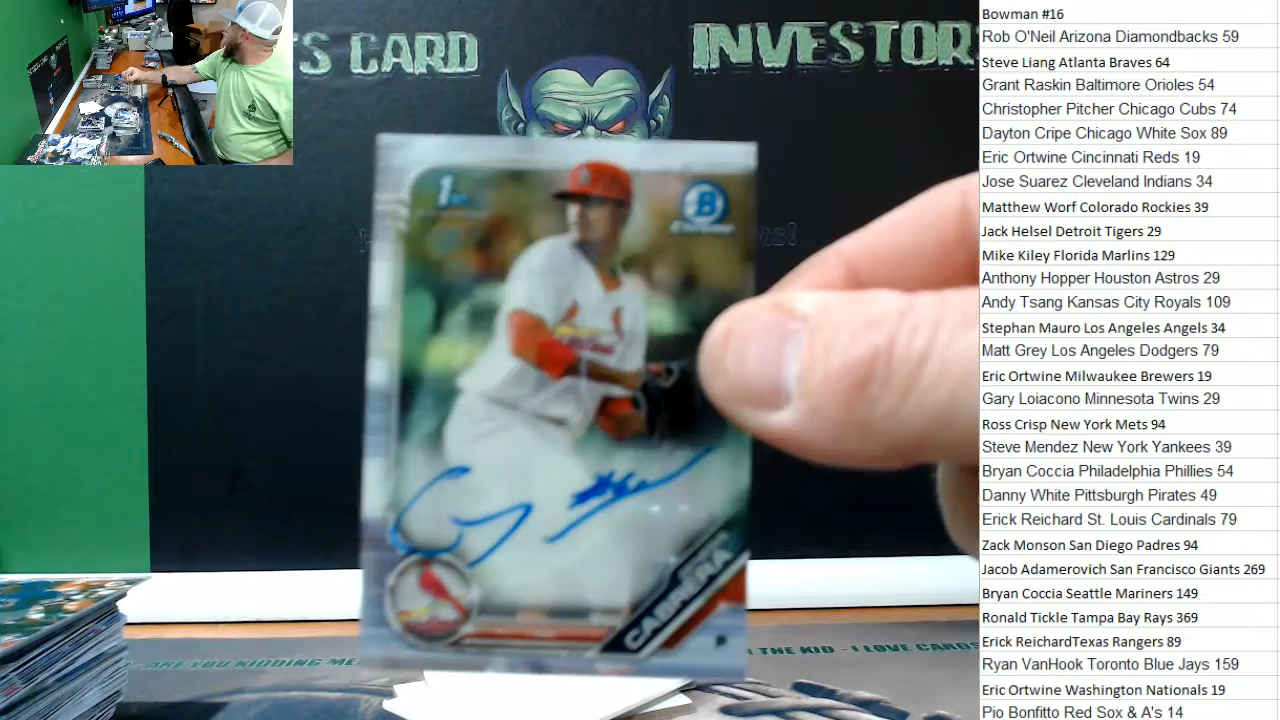 S CARD INVESTOR
1st
B
CABRERA
P
ARE YOU KIDDING ME
THE KID - I LOVE CARDS
Bowman #16
Rob O'Neil Arizona Diamondbacks 59
Steve Liang Atlanta Braves 64
Grant Raskin Baltimore Orioles 54
Christopher Pitcher Chicago Cubs 74
Dayton Cripe Chicago White Sox 89
Eric Ortwine Cincinnati Reds 19
Jose Suarez Cleveland Indians 34
Matthew Worf Colorado Rockies 39
Jack Helsel Detroit Tigers 29
Mike Kiley Florida Marlins 129
Anthony Hopper Houston Astros 29
Andy Tsang Kansas City Royals 109
Stephan Mauro Los Angeles Angels 34
Matt Grey Los Angeles Dodgers 79
Eric Ortwine Milwaukee Brewers 19
Gary Loiacono Minnesota Twins 29
Ross Crisp New York Mets 94
Steve Mendez New York Yankees 39
Bryan Coccia Philadelphia Phillies 54
Danny White Pittsburgh Pirates 49
Erick Reichard St. Louis Cardinals 79
Zack Monson San Diego Padres 94
Jacob Adamerovich San Francisco Giants 269
Bryan Coccia Seattle Mariners 149
Ronald Tickle Tampa Bay Rays 369
Erick ReichardTexas Rangers 89
Ryan VanHook Toronto Blue Jays 159
Eric Ortwine Washington Nationals 19
Pio Bonfitto Red Sox & A's 14